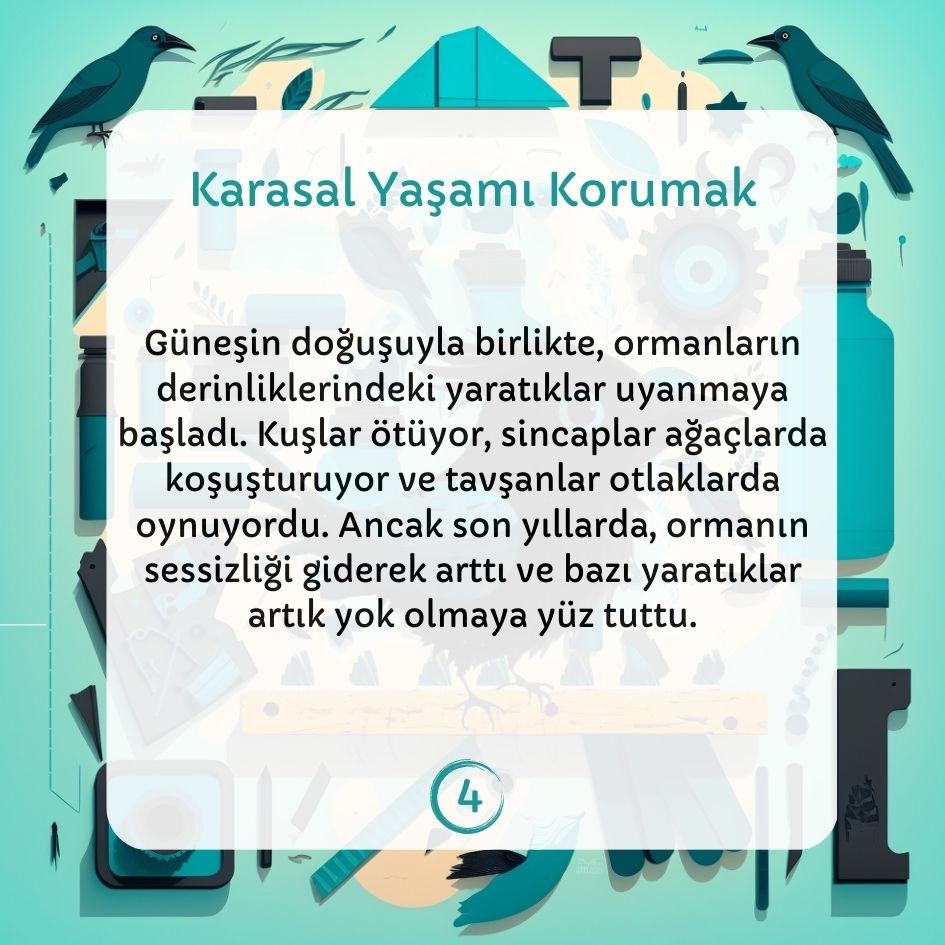 Karasal Yaşamı Korumak
Güneşin doğuşuyla birlikte, ormanların
derinliklerindeki yaratıklar uyanmaya
başladı. Kuşlar ötüyor, sincaplar ağaçlarda
koşuşturuyor ve tavşanlar otlaklarda
oynuyordu. Ancak son yıllarda, ormanın
sessizliği giderek arttı ve bazı yaratıklar
artık yok olmaya yüz tuttu.
4